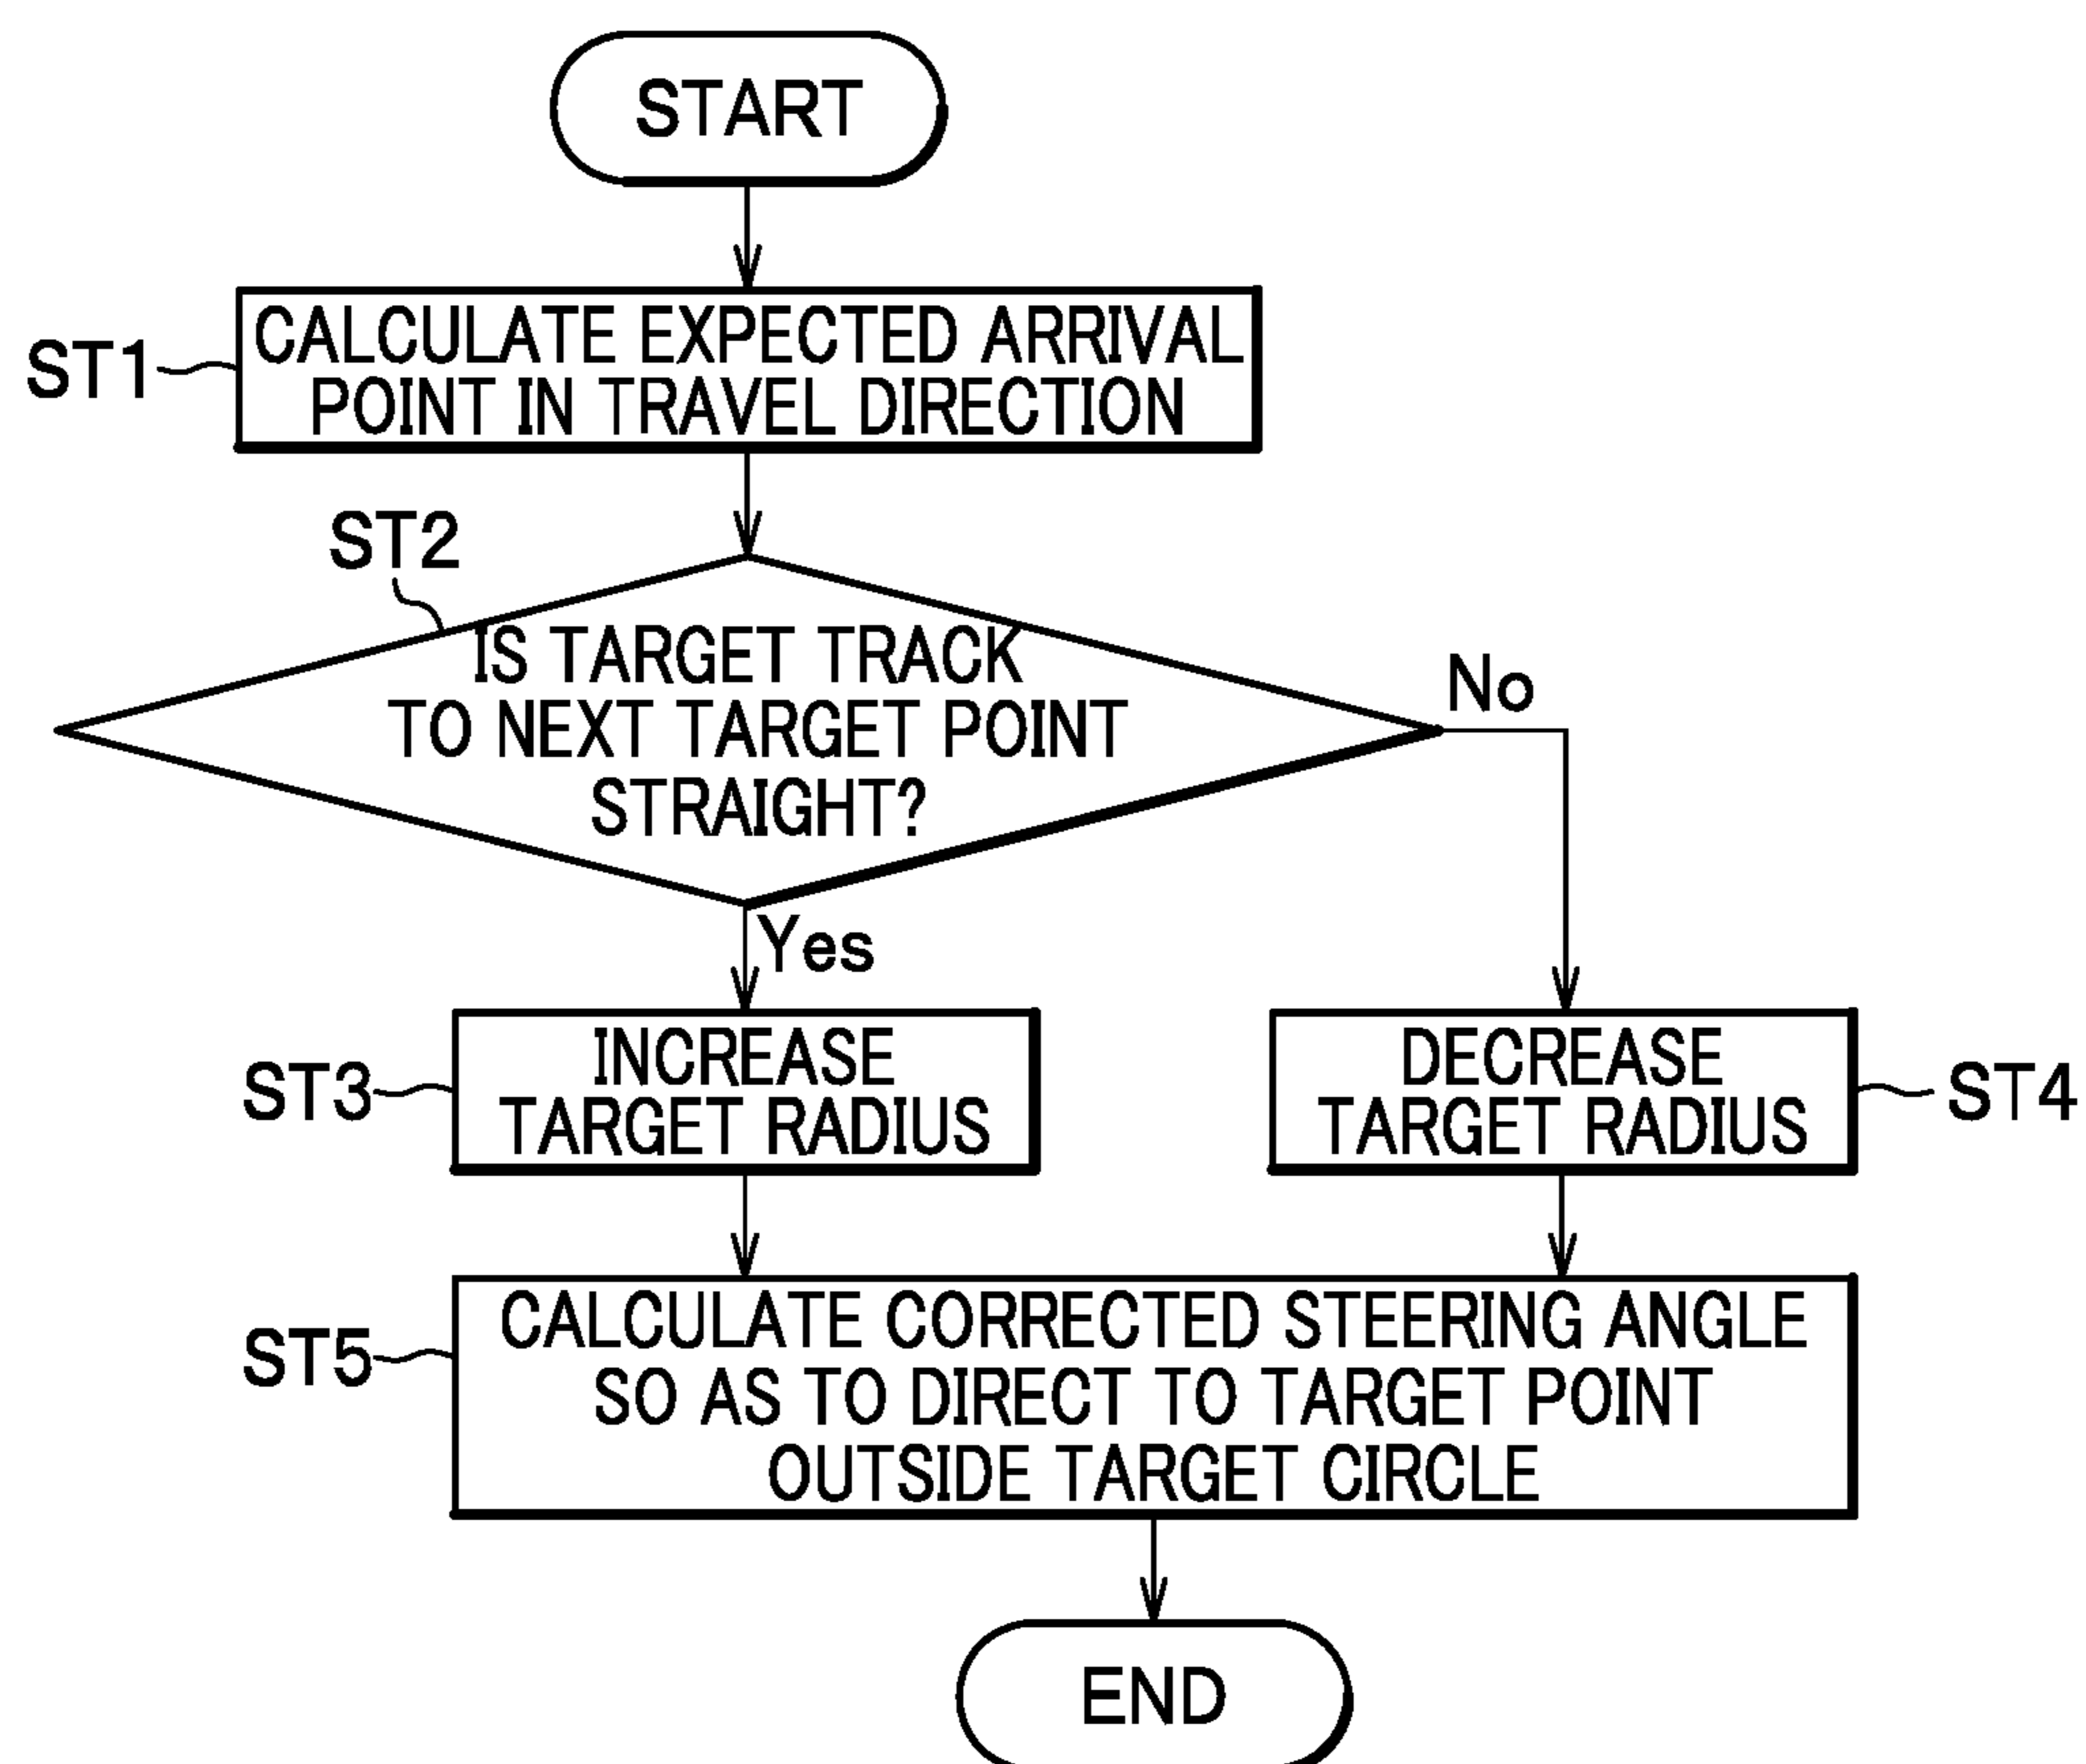 START
ST1
CALCULATE EXPECTED ARRIVAL
POINT IN TRAVEL DIRECTION
ST2
IS TARGET TRACK
TO NEXT TARGET POINT
STRAIGHT?
No
Yes
ST3
INCREASE
TARGET RADIUS
DECREASE
TARGET RADIUS
ST4
ST5
CALCULATE CORRECTED STEERING ANGLE
SO AS TO DIRECT TO TARGET POINT
OUTSIDE TARGET CIRCLE
END